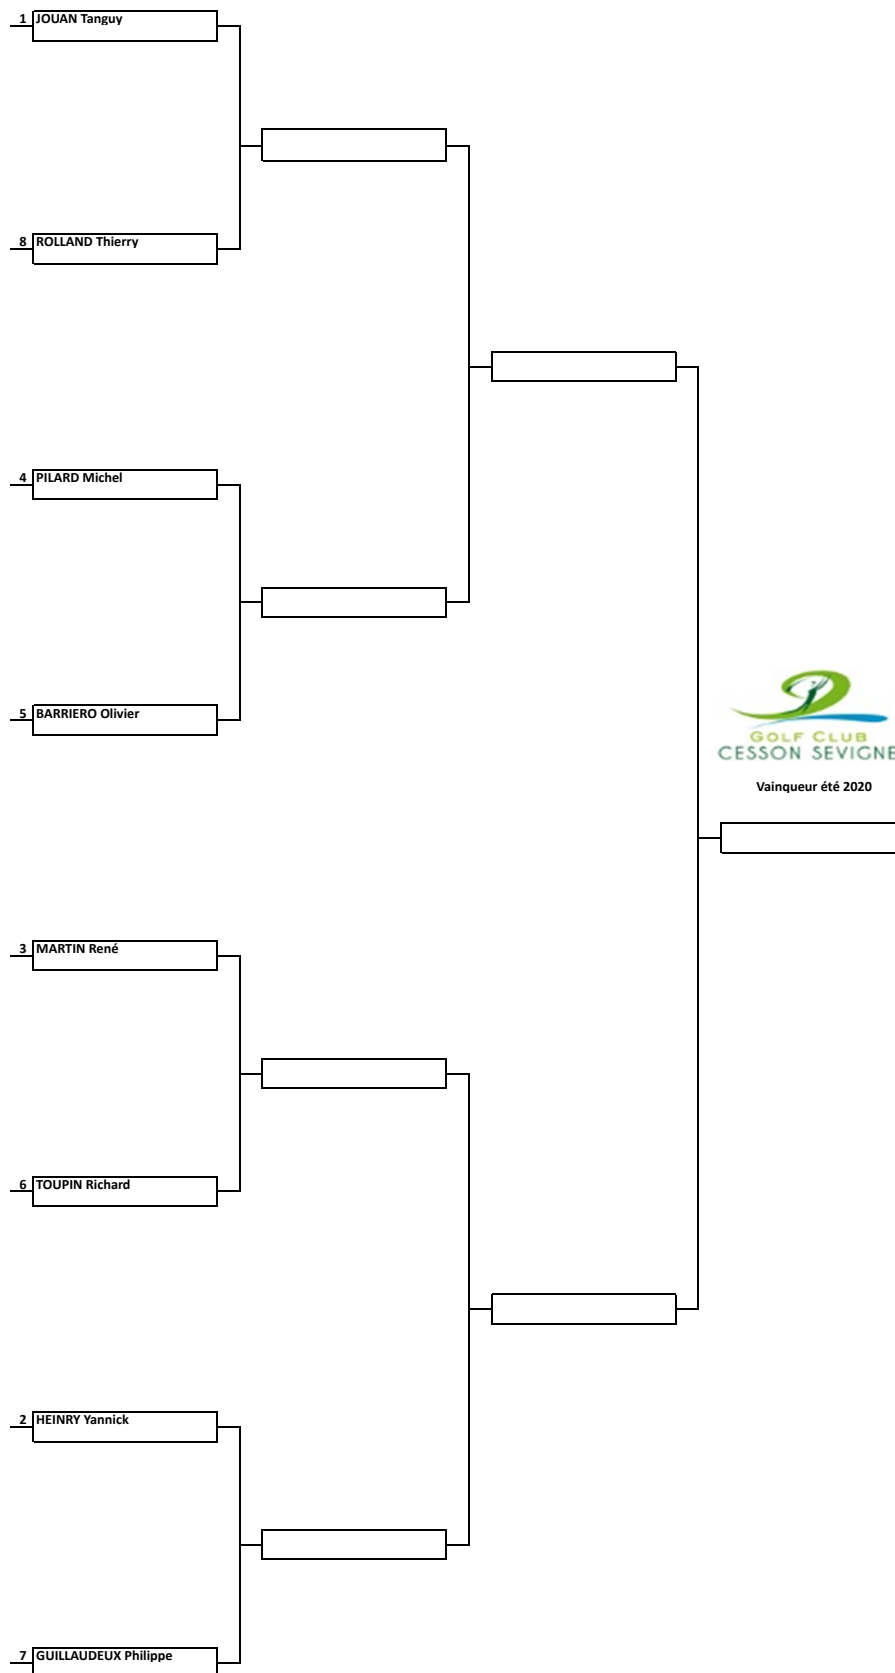 1 JOUAN Tanguy
8 ROLLAND Thierry
4 PILARD Michel
5 BARRIERO Olivier
GOLF CLUB
CESSON SEVIGNE
Vainqueur été 2020
3 MARTIN René
6 TOUPIN Richard
2 HEINRY Yannick
7 GUILLAUDEUX Philippe